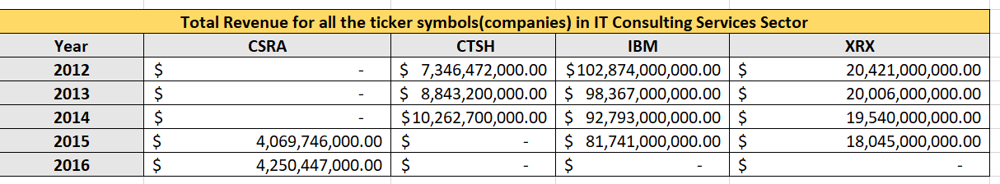 Total Revenue for all the ticker symbols(companies) in IT Consulting Services Sector
Year CSRA CTSH IBM XRX
2012 $ - $ 7,346,472,000.00 $102,874,000,000.00 $ 20,421,000,000.00
2013 $ - $ 8,843,200,000.00 $ 98,367,000,000.00 $ 20,006,000,000.00
2014 $ - $10,262,700,000.00 $ 92,793,000,000.00 $ 19,540,000,000.00
2015 $ 4,069,746,000.00 $ - $ 81,741,000,000.00 $ 18,045,000,000.00
2016 $ 4,250,447,000.00 $ - $ - $ -